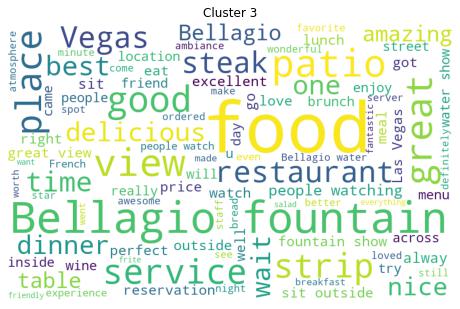 Cluster 3
atmosphere
place
minute
came
Vegas
best
spot
sit
people
location
come
eat
Bellagio
ambiance
friend
steak
excellent
go
day
favorite
wonderful
lunch
make
love
patio
one
brunch
amazing
street
got
enjoy
server
fantastic
meal
definitely
water show
great
Las Vegas
good
delicious
ordered
food
right
great view
want
French
worth
star
view
time
really
people watch
made
u
will
price
even
restaurant
watch
Bellagio water
people watching
menu
Bellagio
went
awesome
staff
bread
see
well
wait
fountain
salad
better
everything
dinner
perfect
outside
fountain show
across
inside
wine
frite
service
strip
loved
try
alway
still
table
reservation
night
breakfast
sit outside
nice
friendly
experience